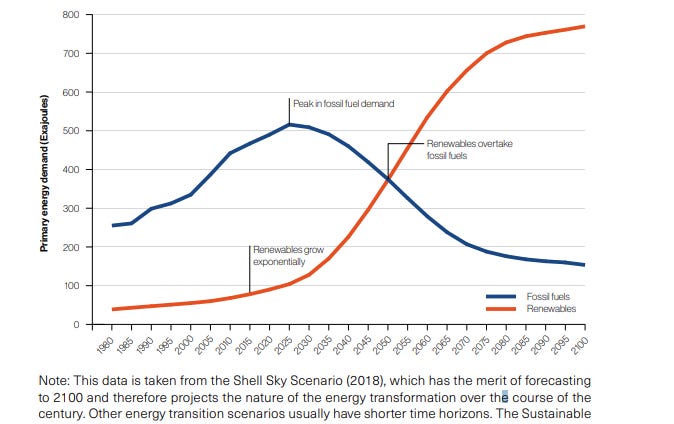 800
700
600
500
400
300
200
100
0
Primary energy demand (Exajoules)
Peak in fossil fuel demand
Renewables overtake
fossil fuels
Renewables grow
exponentially
Fossil fuels
Renewables
1980 1985 1990 1995 2000 2005 2010 2015 2020 2025 2030 2035 2040 2045 2050 2055 2060 2065 2070 2075 2080 2085 2090 2095 2100
Note: This data is taken from the Shell Sky Scenario (2018), which has the merit of forecasting
to 2100 and therefore projects the nature of the energy transformation over the course of the
century. Other energy transition scenarios usually have shorter time horizons. The Sustainable